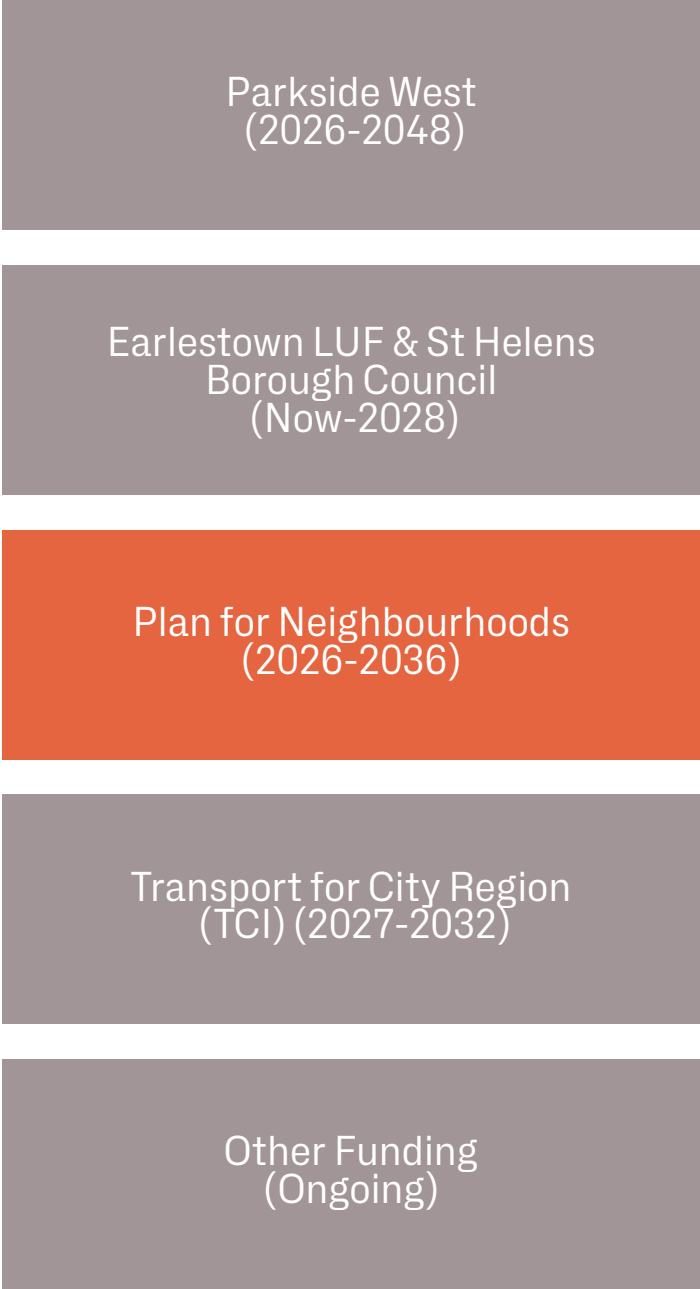 Parkside West
(2026-2048)
Earlestown LUF & St Helens
Borough Council
(Now-2028)
Plan for Neighbourhoods
(2026-2036)
Transport for City Region
(TCI) (2027-2032)
Other Funding
(Ongoing)